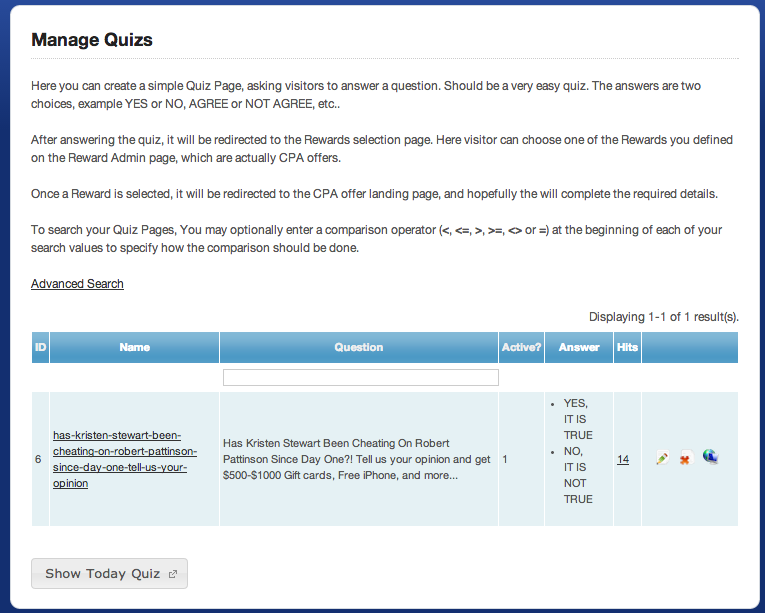 Manage Quizs
Here you can create a simple Quiz Page, asking visitors to answer a question. Should be a very easy quiz. The answers are two
choices, example YES or NO, AGREE or NOT AGREE, etc..
After answering the quiz, it will be redirected to the Rewards selection page. Here visitor can choose one of the Rewards you defined
on the Reward Admin page, which are actually CPA offers.
Once a Reward is selected, it will be redirected to the CPA offer landing page, and hopefully the will complete the required details.
To search your Quiz Pages, You may optionally enter a comparison operator (<, <=, >, >=, <> or =) at the beginning of each of your
search values to specify how the comparison should be done.
Advanced Search
Displaying 1-1 of 1 result(s).
ID Name Question Active? Answer Hits
6
has-kristen-stewart-been-
cheating-on-robert-pattinson-
since-day-one-tell-us-your-
opinion
Has Kristen Stewart Been Cheating On Robert
Pattinson Since Day One?! Tell us your opinion and get
$500-$1000 Gift cards, Free iPhone, and more...
1
• YES,
IT IS
TRUE
• NO,
IT IS
NOT
TRUE
14
Show Today Quiz